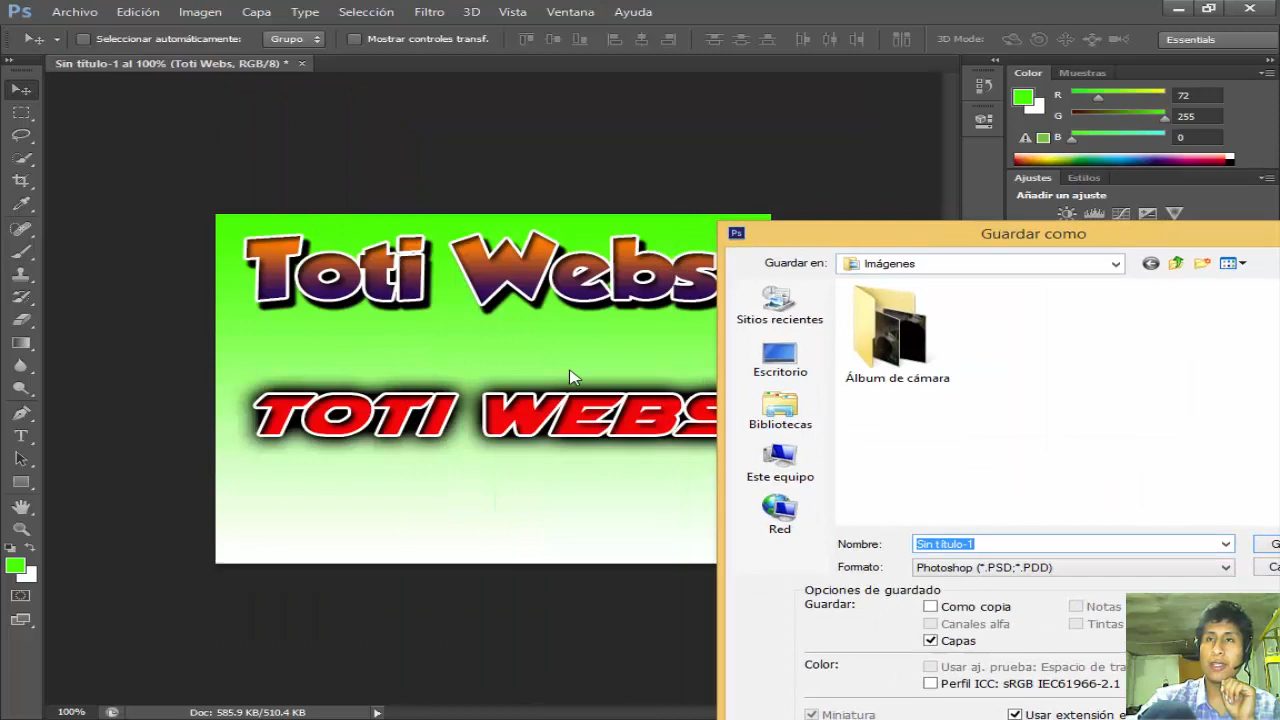 Ps Archivo Edición Imagen Capa Type Selección Filtro 3D Vista Ventana Ayuda
Seleccionar automáticamente: Grupo Mostrar controles transf. 3D Mode: Essentials
Sin título-1 al 100% (Toti Webs, RGB/8) *
Color Muestras
R 72
G 255
B 0
Ajustes Estilos
Añadir un ajuste
Toti Webs
TOTI WEBS
Ps Guardar como
Guardar en: Imágenes
Sitios recientes
Escritorio
Bibliotecas
Este equipo
Red
Álbum de cámara
Nombre: Sin título-1 G
Formato: Photoshop (*.PSD;*.PDD) Ca
Opciones de guardado
Guardar: Como copia Notas
Canales alfa Tintas
Capas
Color: Usar aj. prueba: Espacio de tra
Perfil ICC: sRGB IEC61966-2.1
Miniatura Usar extensión e
100% Doc: 585.9 KB/510.4 KB